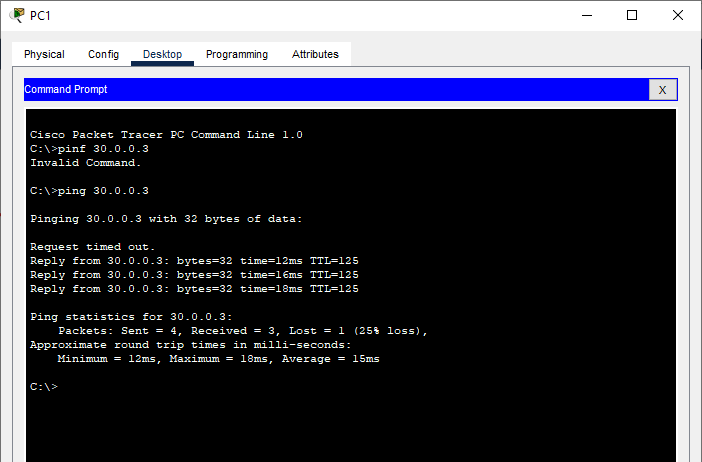 PC1
Physical Config Desktop Programming Attributes
Command Prompt
X
Cisco Packet Tracer PC Command Line 1.0
C:\>pinf 30.0.0.3
Invalid Command.
C:\>ping 30.0.0.3
Pinging 30.0.0.3 with 32 bytes of data:
Request timed out.
Reply from 30.0.0.3: bytes=32 time=12ms TTL=125
Reply from 30.0.0.3: bytes=32 time=16ms TTL=125
Reply from 30.0.0.3: bytes=32 time=18ms TTL=125
Ping statistics for 30.0.0.3:
    Packets: Sent = 4, Received = 3, Lost = 1 (25% loss),
Approximate round trip times in milli-seconds:
    Minimum = 12ms, Maximum = 18ms, Average = 15ms
C:\>